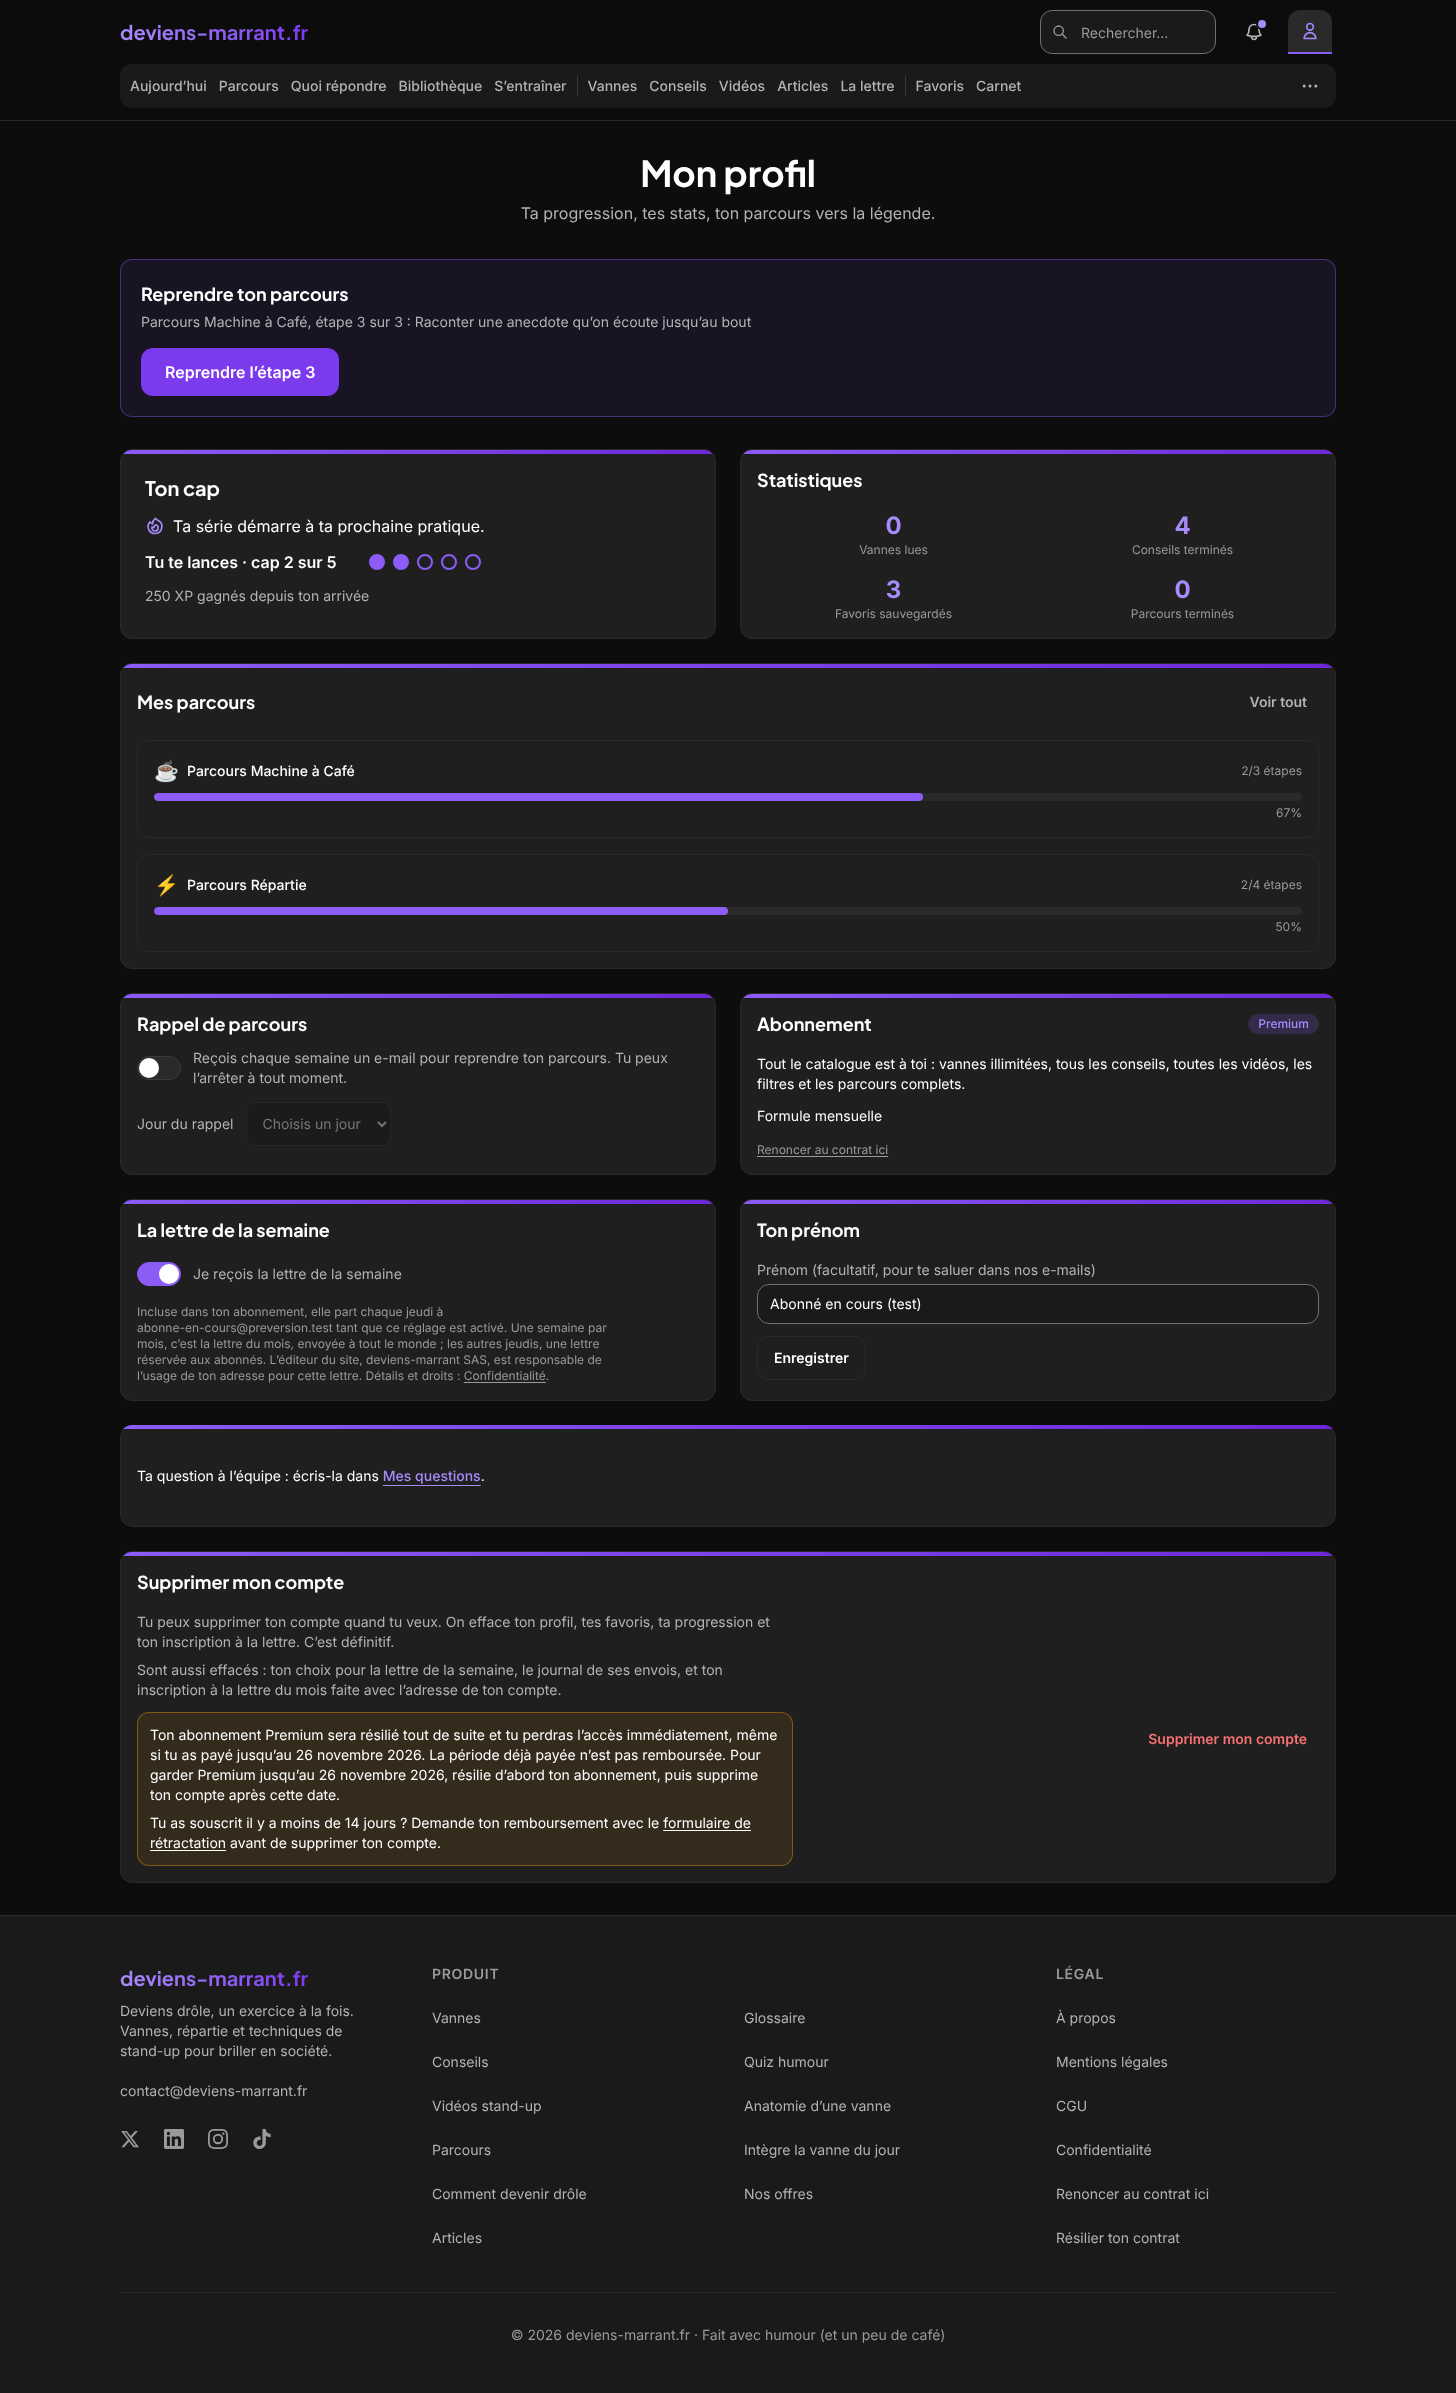 deviens-marrant.fr
Rechercher...
Aujourd’hui Parcours Quoi répondre Bibliothèque S’entraîner Vannes Conseils Vidéos Articles La lettre Favoris Carnet
Mon profil
Ta progression, tes stats, ton parcours vers la légende.
Reprendre ton parcours
Parcours Machine à Café, étape 3 sur 3 : Raconter une anecdote qu’on écoute jusqu’au bout
Reprendre l’étape 3
Ton cap
Ta série démarre à ta prochaine pratique.
Tu te lances · cap 2 sur 5
250 XP gagnés depuis ton arrivée
Statistiques
0
Vannes lues
4
Conseils terminés
3
Favoris sauvegardés
0
Parcours terminés
Mes parcours
Voir tout
Parcours Machine à Café
2/3 étapes
67%
Parcours Répartie
2/4 étapes
50%
Rappel de parcours
Reçois chaque semaine un e-mail pour reprendre ton parcours. Tu peux
l’arrêter à tout moment.
Jour du rappel
Choisis un jour
Abonnement
Premium
Tout le catalogue est à toi : vannes illimitées, tous les conseils, toutes les vidéos, les
filtres et les parcours complets.
Formule mensuelle
Renoncer au contrat ici
La lettre de la semaine
Je reçois la lettre de la semaine
Incluse dans ton abonnement, elle part chaque jeudi à
abonne-en-cours@preversion.test tant que ce réglage est activé. Une semaine par
mois, c’est la lettre du mois, envoyée à tout le monde ; les autres jeudis, une lettre
réservée aux abonnés. L’éditeur du site, deviens-marrant SAS, est responsable de
l’usage de ton adresse pour cette lettre. Détails et droits : Confidentialité.
Ton prénom
Prénom (facultatif, pour te saluer dans nos e-mails)
Abonné en cours (test)
Enregistrer
Ta question à l’équipe : écris-la dans Mes questions.
Supprimer mon compte
Tu peux supprimer ton compte quand tu veux. On efface ton profil, tes favoris, ta progression et
ton inscription à la lettre. C’est définitif.
Sont aussi effacés : ton choix pour la lettre de la semaine, le journal de ses envois, et ton
inscription à la lettre du mois faite avec l’adresse de ton compte.
Ton abonnement Premium sera résilié tout de suite et tu perdras l’accès immédiatement, même
si tu as payé jusqu’au 26 novembre 2026. La période déjà payée n’est pas remboursée. Pour
garder Premium jusqu’au 26 novembre 2026, résilie d’abord ton abonnement, puis supprime
ton compte après cette date.
Tu as souscrit il y a moins de 14 jours ? Demande ton remboursement avec le formulaire de
rétractation avant de supprimer ton compte.
Supprimer mon compte
deviens-marrant.fr
Deviens drôle, un exercice à la fois.
Vannes, répartie et techniques de
stand-up pour briller en société.
contact@deviens-marrant.fr
PRODUIT
Vannes
Conseils
Vidéos stand-up
Parcours
Comment devenir drôle
Articles
Glossaire
Quiz humour
Anatomie d’une vanne
Intègre la vanne du jour
Nos offres
LÉGAL
À propos
Mentions légales
CGU
Confidentialité
Renoncer au contrat ici
Résilier ton contrat
© 2026 deviens-marrant.fr · Fait avec humour (et un peu de café)